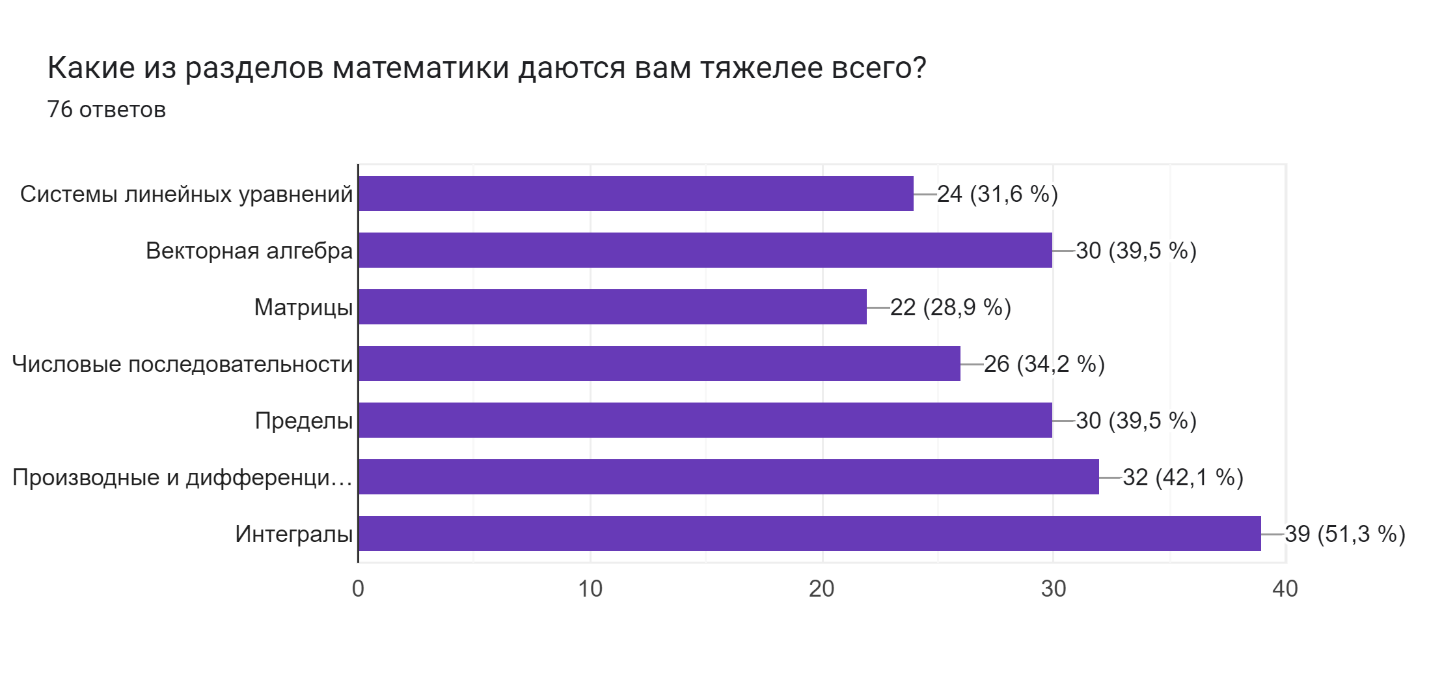 Какие из разделов математики даются вам тяжелее всего?
76 ответов
Системы линейных уравнений 24 (31,6 %)
Векторная алгебра 30 (39,5 %)
Матрицы 22 (28,9 %)
Числовые последовательности 26 (34,2 %)
Пределы 30 (39,5 %)
Производные и дифференци… 32 (42,1 %)
Интегралы 39 (51,3 %)
0 10 20 30 40